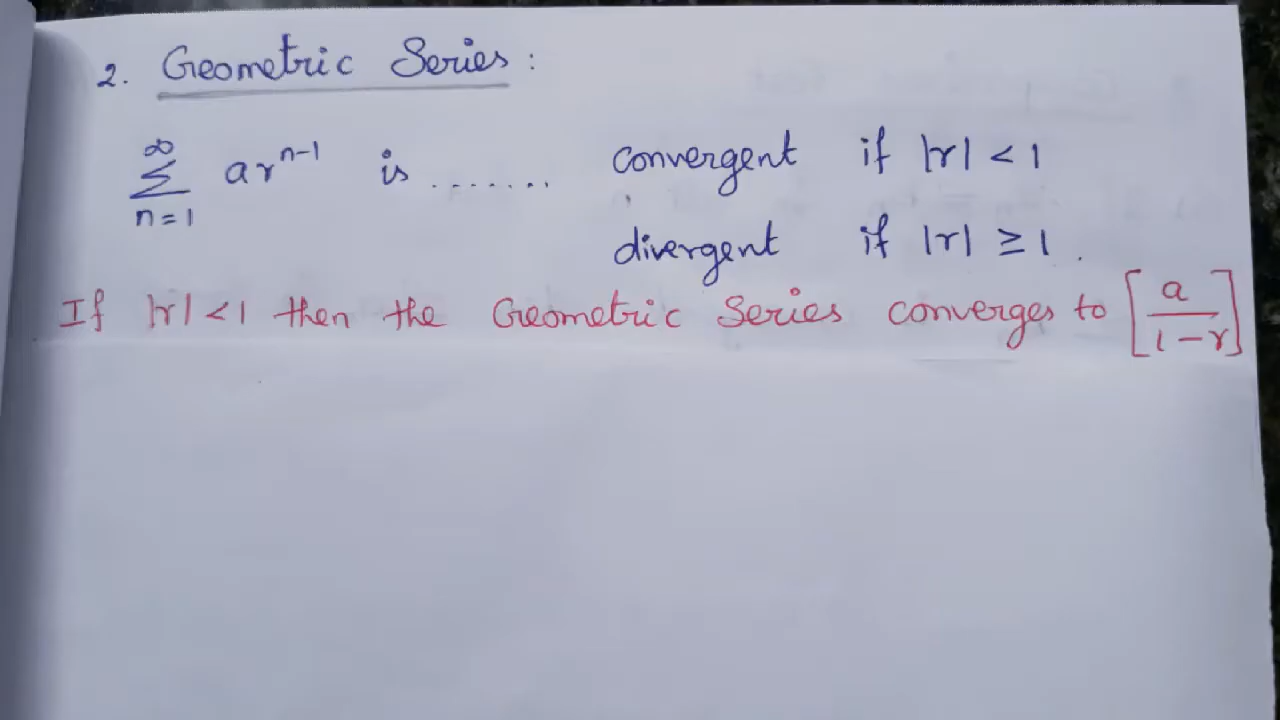 2. Geometric Series :
∞
∑ ar^{n-1} is ....... convergent if |r| < 1
n=1
divergent if |r| ≥ 1.
If |r| < 1 then the Geometric Series converges to [a/(1-r)]